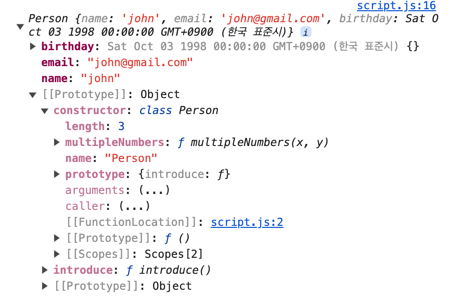 script.js:16
Person {name: 'john', email: 'john@gmail.com', birthday: Sat O
ct 03 1998 00:00:00 GMT+0900 (한국 표준시)} i
birthday: Sat Oct 03 1998 00:00:00 GMT+0900 (한국 표준시) {}
email: "john@gmail.com"
name: "john"
[[Prototype]]: Object
constructor: class Person
length: 3
multipleNumbers: ƒ multipleNumbers(x, y)
name: "Person"
prototype: {introduce: ƒ}
arguments: (...)
caller: (...)
[[FunctionLocation]]: script.js:2
[[Prototype]]: ƒ ()
[[Scopes]]: Scopes[2]
introduce: ƒ introduce()
[[Prototype]]: Object